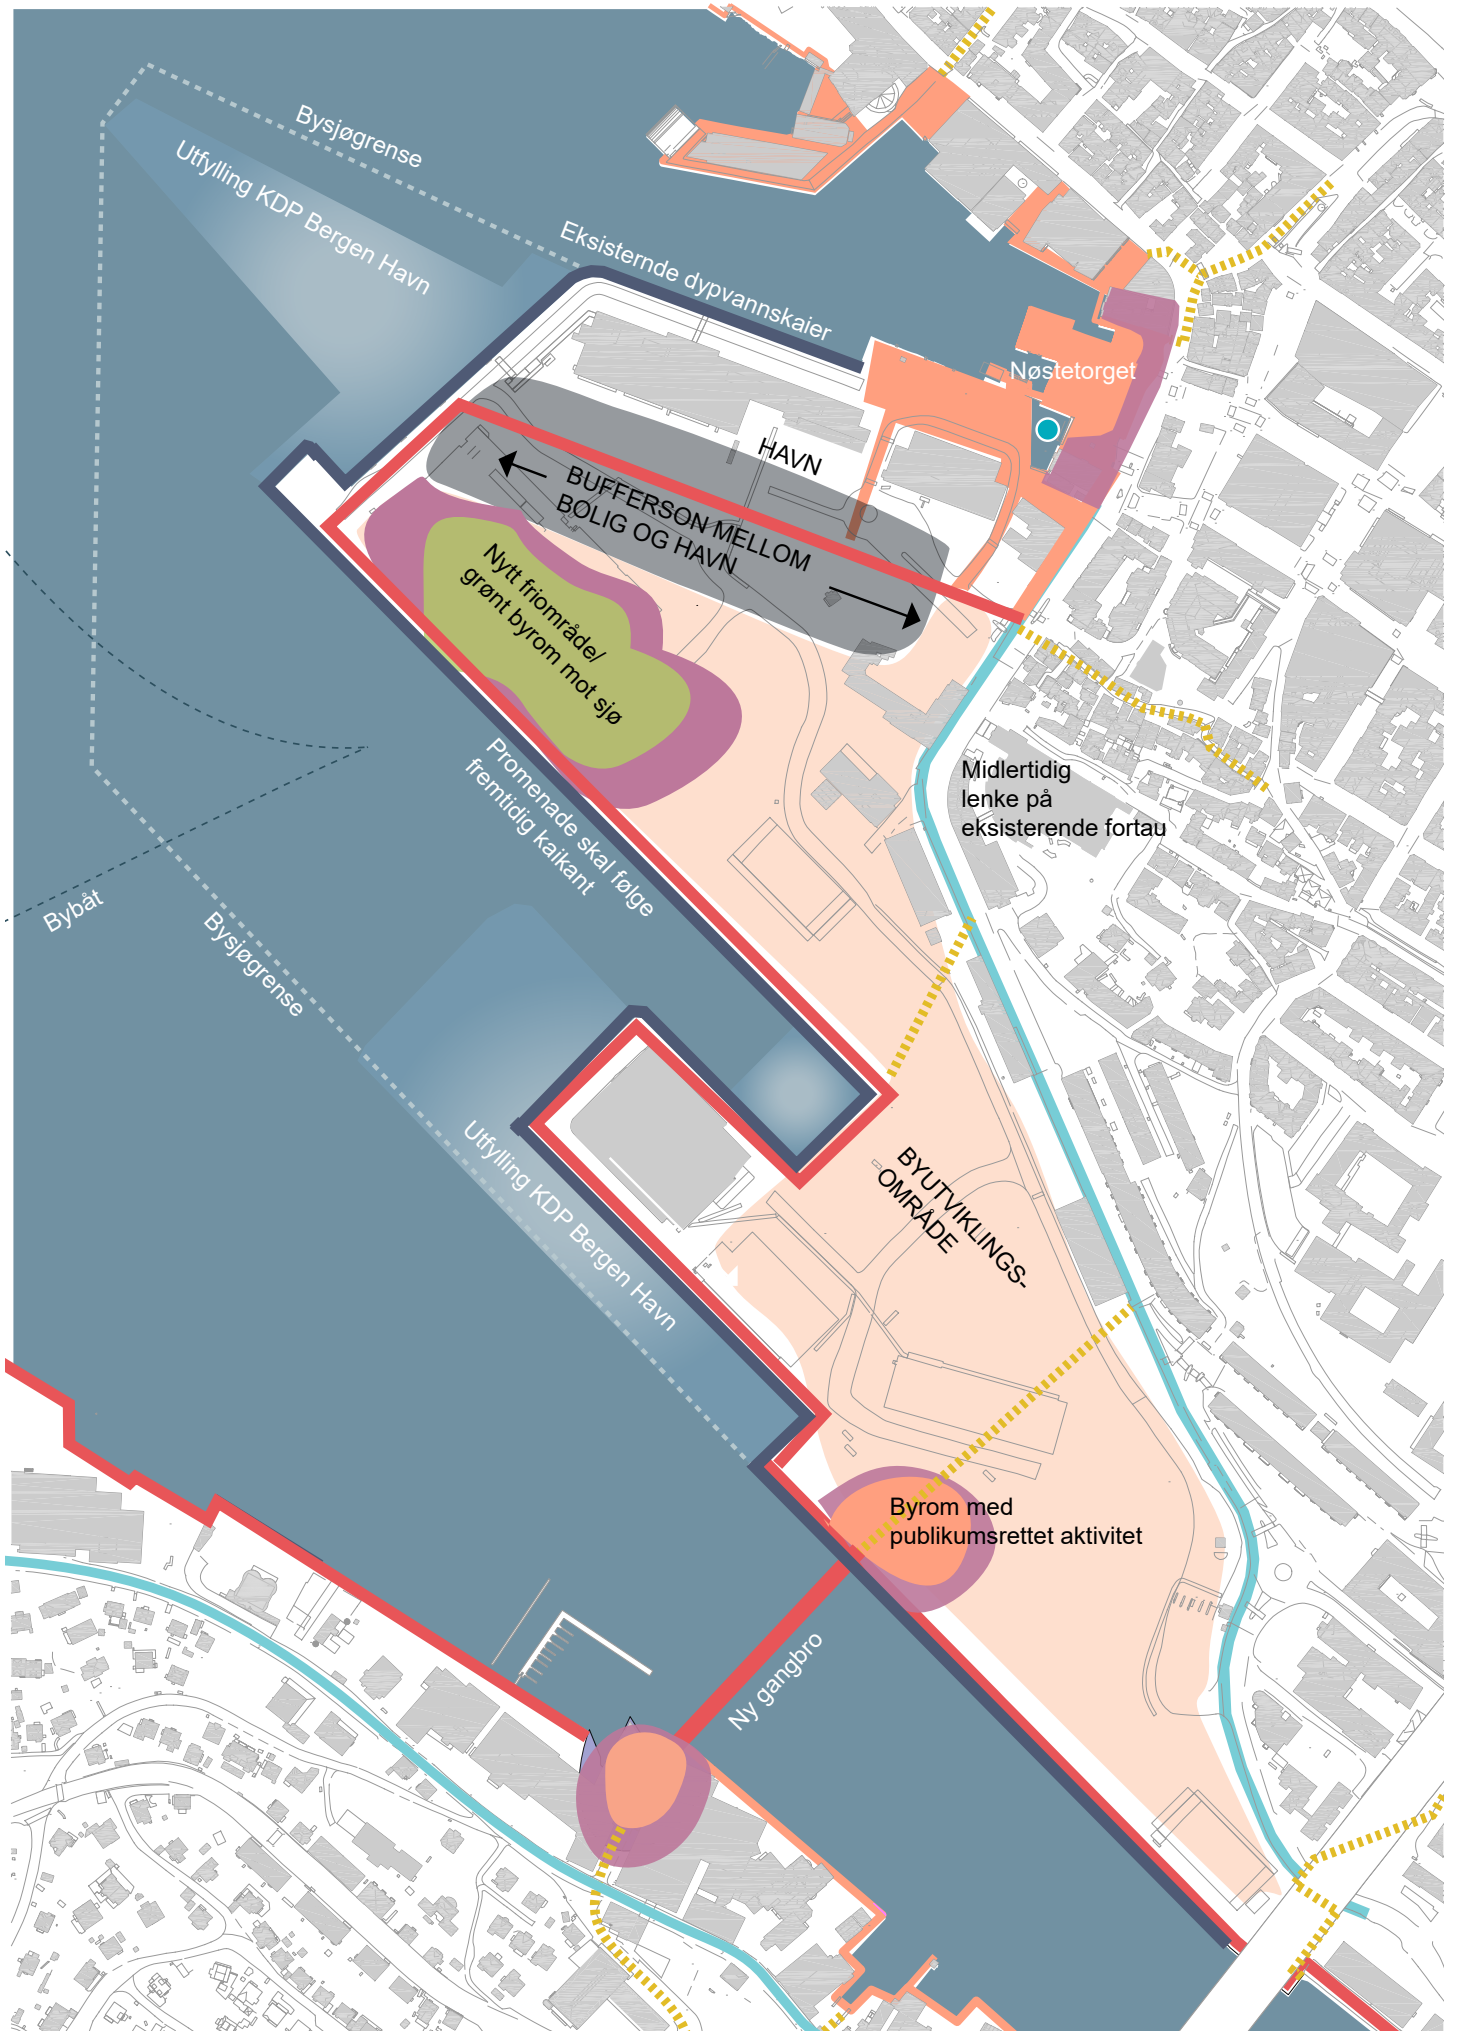 Bysjøgrense
Utfylling KDP Bergen Havn
Eksisternde dypvannskaier
Nøstetorget
HAVN
BUFFERSON MELLOM
BOLIG OG HAVN
Nytt friområde/
grønt byrom mot sjø
Promenade skal følge
fremtidig kaikant
Midlertidig
lenke på
eksisterende fortau
Bybåt
Bysjøgrense
Utfylling KDP Bergen Havn
BYUTVIKLINGS-
OMRÅDE
Byrom med
publikumsrettet aktivitet
Ny gangbro